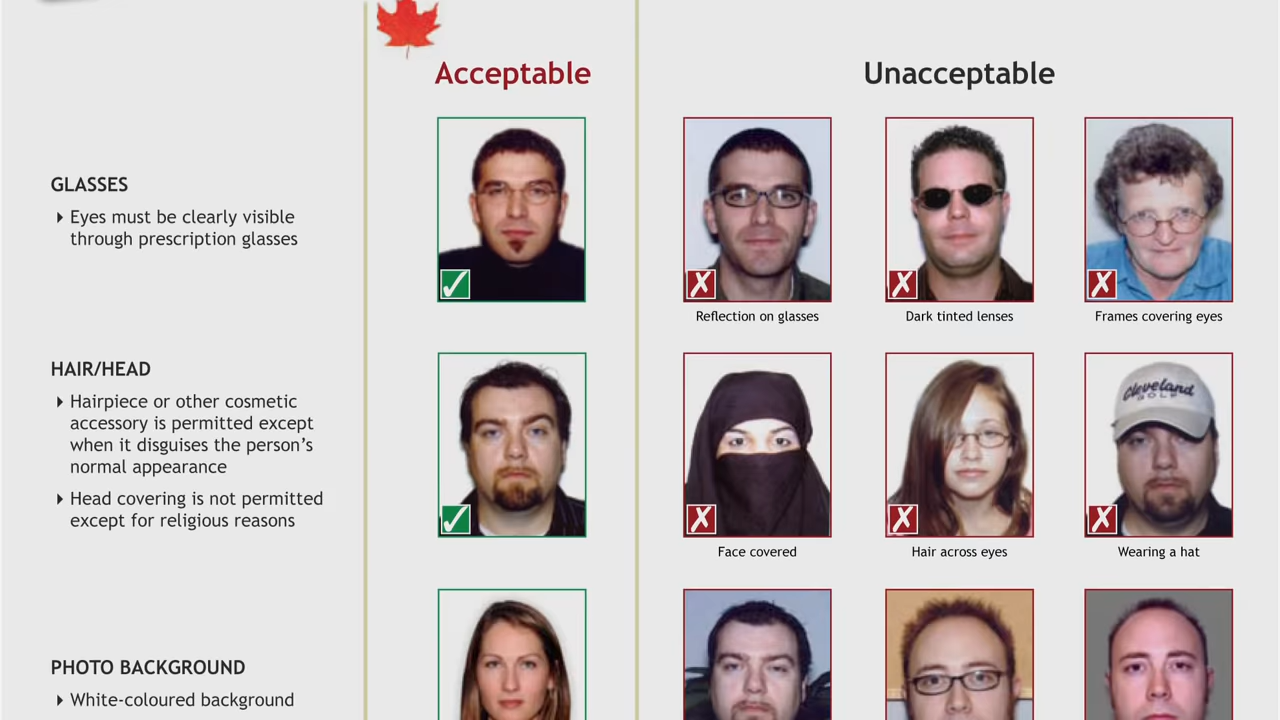 Acceptable
Unacceptable
GLASSES
Eyes must be clearly visible
through prescription glasses
Reflection on glasses
Dark tinted lenses
Frames covering eyes
HAIR/HEAD
Hairpiece or other cosmetic
accessory is permitted except
when it disguises the person's
normal appearance
Head covering is not permitted
except for religious reasons
Cleveland
GOLF
Face covered
Hair across eyes
Wearing a hat
PHOTO BACKGROUND
White-coloured background